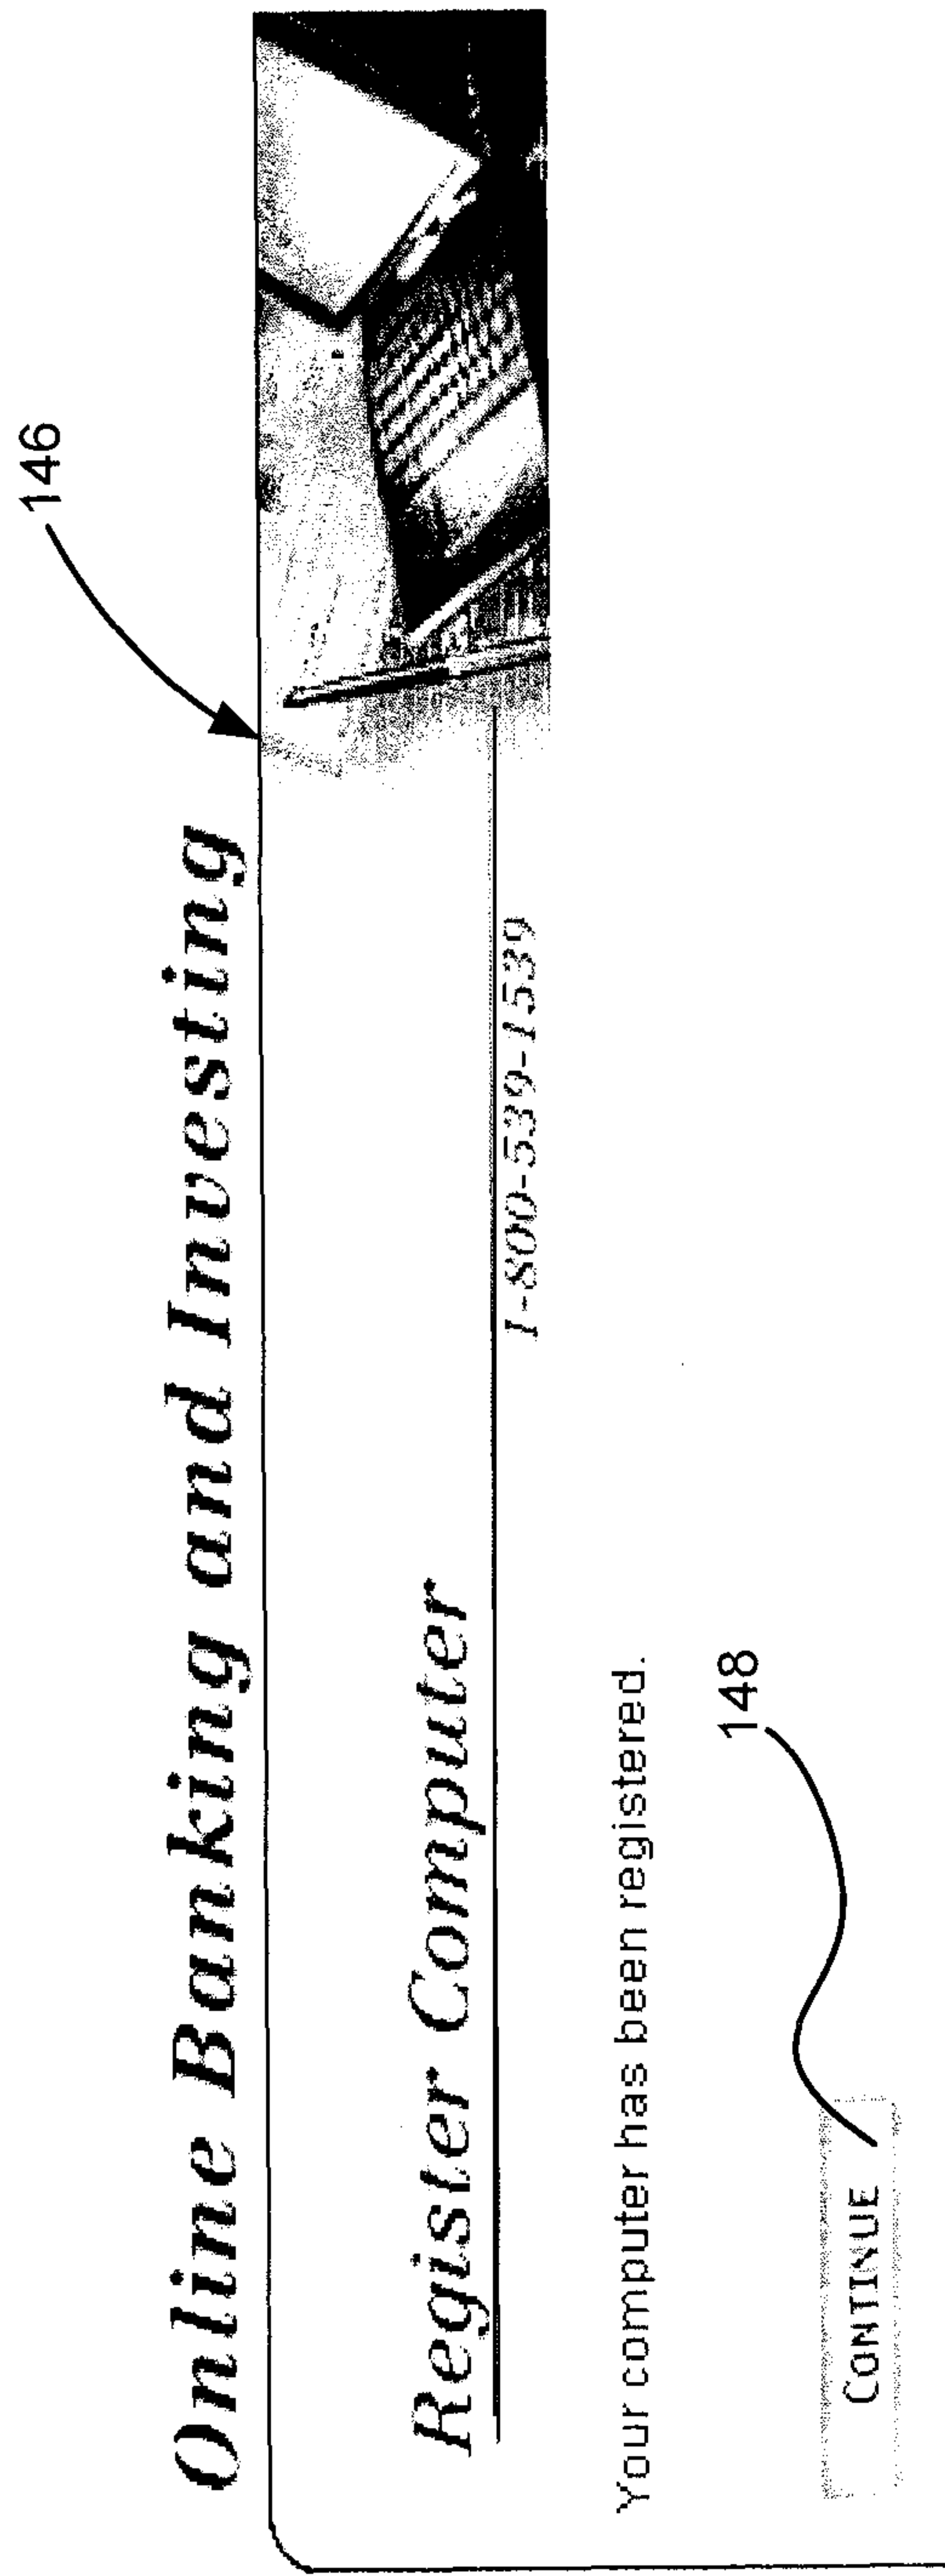 146
Online Banking and Investing
Register Computer
1-800-539-1539
Your computer has been registered.
148
CONTINUE